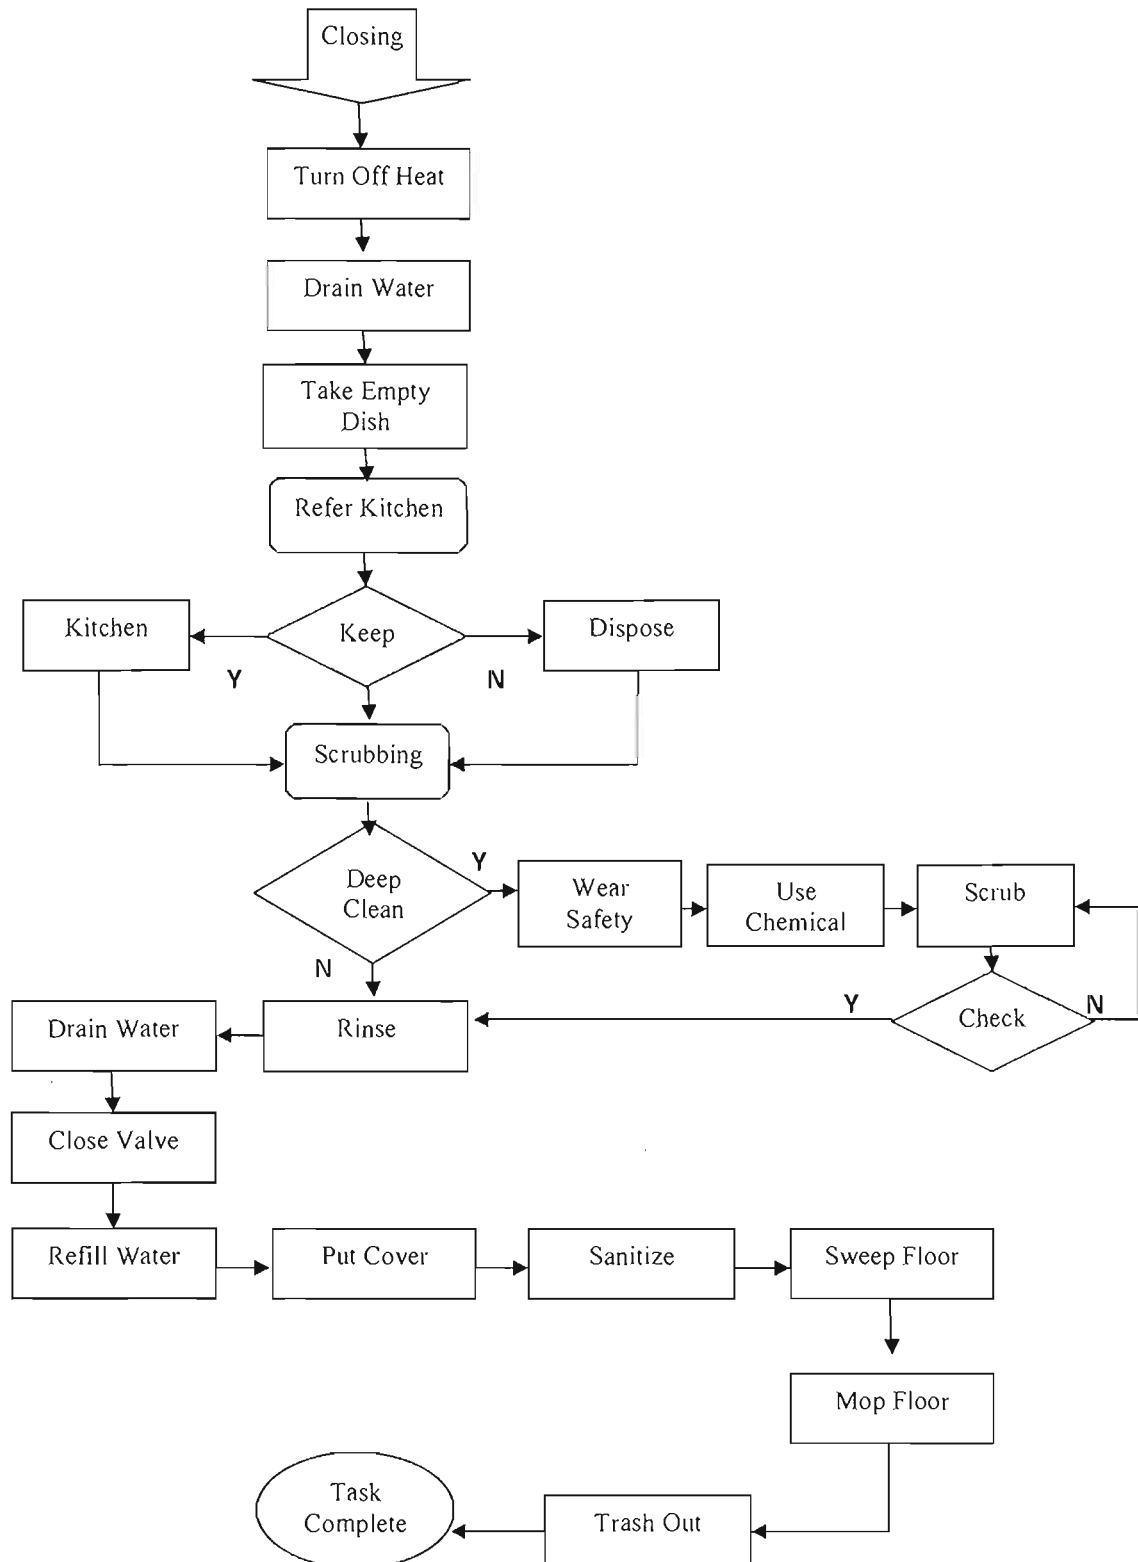 Closing
Turn Off Heat
Drain Water
Take Empty
Dish
Refer Kitchen
Kitchen
Keep
Dispose
Y
N
Scrubbing
Y
Deep
Clean
Wear
Safety
Use
Chemical
Scrub
N
Drain Water
Rinse
Y
Check
N
Close Valve
Refill Water
Put Cover
Sanitize
Sweep Floor
Mop Floor
Task
Complete
Trash Out